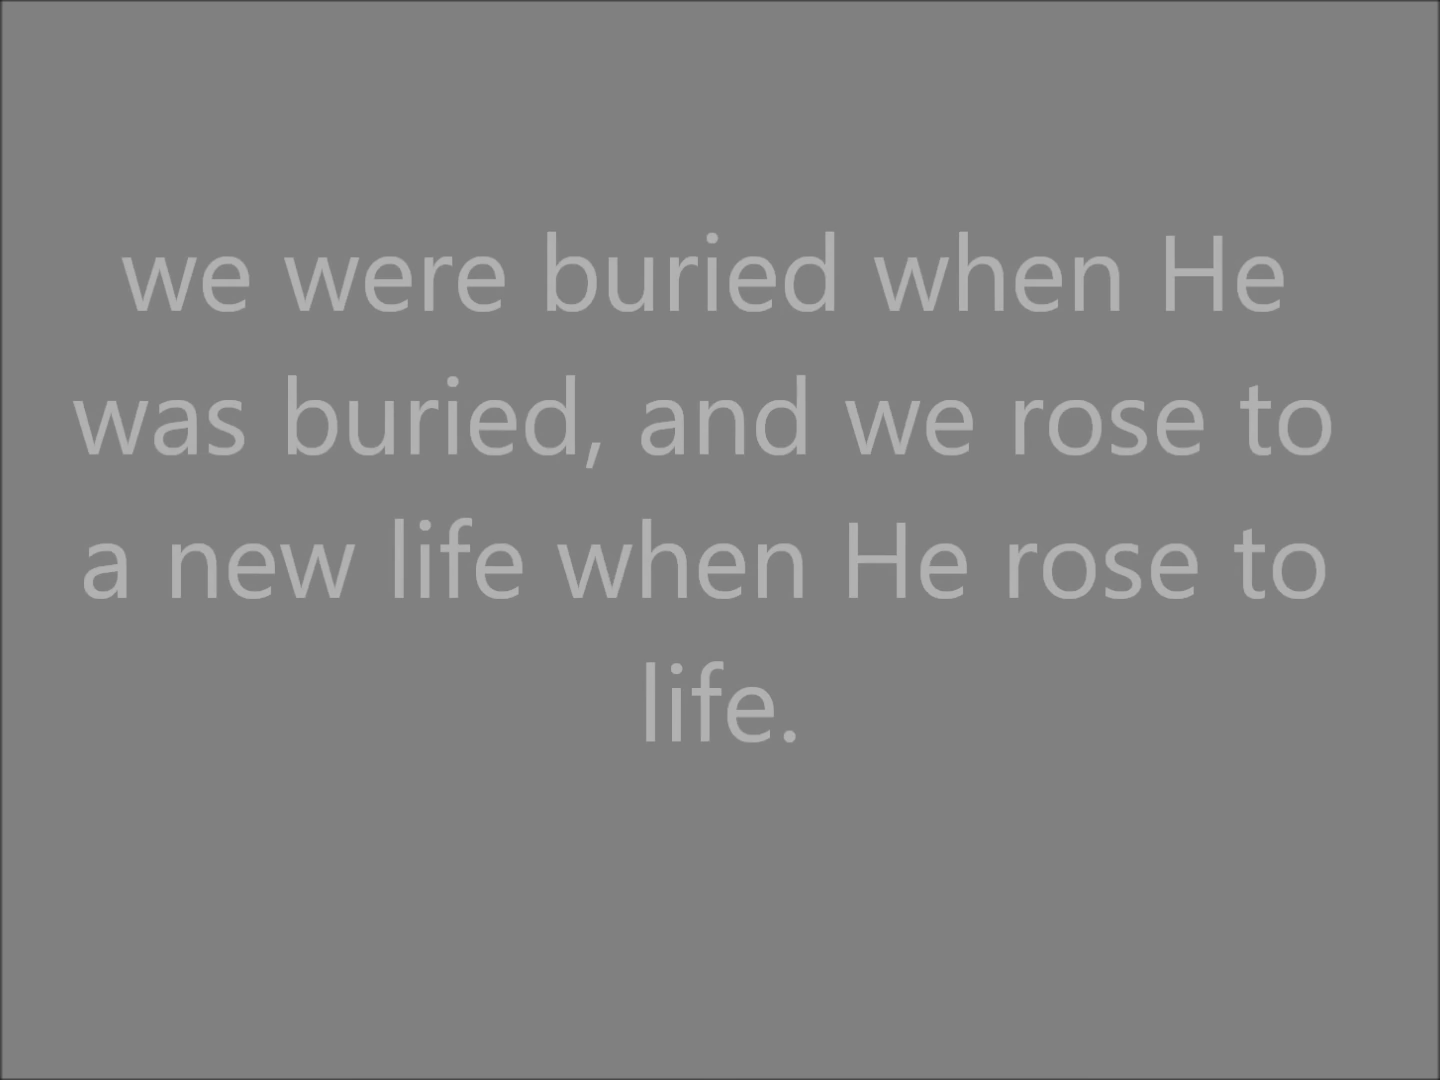 we were buried when He
was buried, and we rose to
a new life when He rose to
life.